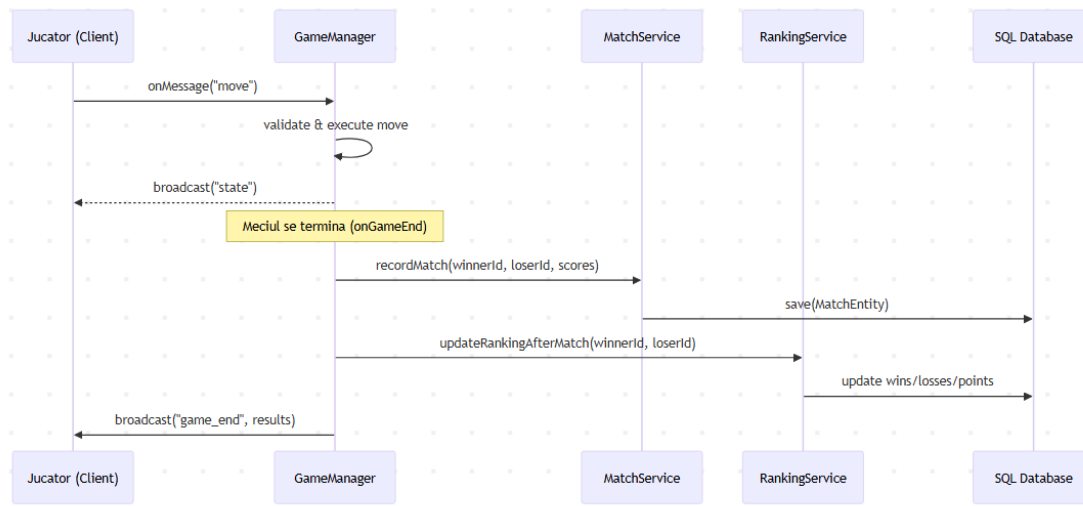 Jucator (Client)
GameManager
MatchService
RankingService
SQL Database
onMessage("move")
validate & execute move
broadcast("state")
Meciul se termina (onGameEnd)
recordMatch(winnerId, loserId, scores)
save(MatchEntity)
updateRankingAfterMatch(winnerId, loserId)
update wins/losses/points
broadcast("game_end", results)
Jucator (Client)
GameManager
MatchService
RankingService
SQL Database